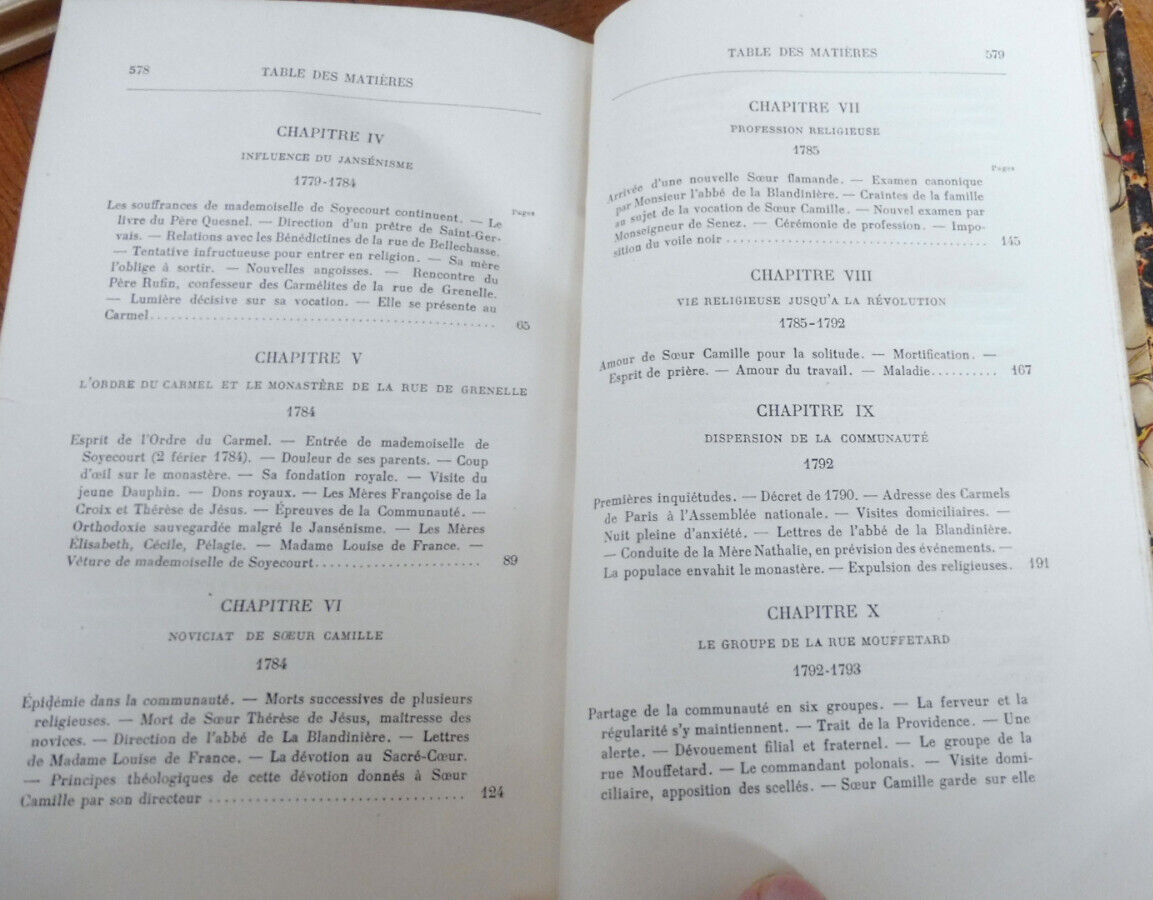 578
TABLE DES MATIÈRES
CHAPITRE IV
INFLUENCE DU JANSÉNISME
1779-1784
Pages
Les souffrances de mademoiselle de Soyecourt continuent. — Le
livre du Père Quesnel. — Direction d'un prêtre de Saint-Ger-
vais. — Relations avec les Bénédictines de la rue de Bellechasse.
— Tentative infructueuse pour entrer en religion. — Sa mère
l'oblige à sortir. — Nouvelles angoisses. — Rencontre du
Père Rufin, confesseur des Carmélites de la rue de Grenelle.
— Lumière décisive sur sa vocation. — Elle se présente au
Carmel........................................ 65
CHAPITRE V
L'ORDRE DU CARMEL ET LE MONASTÈRE DE LA RUE DE GRENELLE
1784
Esprit de l'Ordre du Carmel. — Entrée de mademoiselle de
Soyecourt (2 férier 1784). — Douleur de ses parents. — Coup
d'œil sur le monastère. — Sa fondation royale. — Visite du
jeune Dauphin. — Dons royaux. — Les Mères Françoise de la
Croix et Thérèse de Jésus. — Épreuves de la Communauté. —
Orthodoxie sauvegardée malgré le Jansénisme. — Les Mères
Élisabeth, Cécile, Pélagie. — Madame Louise de France. —
Vêture de mademoiselle de Soyecourt....................... 89
CHAPITRE VI
NOVICIAT DE SŒUR CAMILLE
1784
Épidémie dans la communauté. — Morts successives de plusieurs
religieuses. — Mort de Sœur Thérèse de Jésus, maîtresse des
novices. — Direction de l'abbé de La Blandinière. — Lettres
de Madame Louise de France. — La dévotion au Sacré-Cœur.
— Principes théologiques de cette dévotion donnés à Sœur
Camille par son directeur ................................ 124
TABLE DES MATIÈRES
579
CHAPITRE VII
PROFESSION RELIGIEUSE
1785
Pages
Arrivée d'une nouvelle Sœur flamande. — Examen canonique
par Monsieur l'abbé de la Blandinière. — Craintes de la famille
au sujet de la vocation de Sœur Camille. — Nouvel examen par
Monseigneur de Senez. — Cérémonie de profession. — Impo-
sition du voile noir ................................ 145
CHAPITRE VIII
VIE RELIGIEUSE JUSQU'A LA RÉVOLUTION
1785-1792
Amour de Sœur Camille pour la solitude. — Mortification. —
Esprit de prière. — Amour du travail. — Maladie.......... 167
CHAPITRE IX
DISPERSION DE LA COMMUNAUTÉ
1792
Premières inquiétudes. — Décret de 1790. — Adresse des Carmels
de Paris à l'Assemblée nationale. — Visites domiciliaires. —
Nuit pleine d'anxiété. — Lettres de l'abbé de la Blandinière.
— Conduite de la Mère Nathalie, en prévision des événements. —
La populace envahit le monastère. — Expulsion des religieuses. 191
CHAPITRE X
LE GROUPE DE LA RUE MOUFFETARD
1792-1793
Partage de la communauté en six groupes. — La ferveur et la
régularité s'y maintiennent. — Trait de la Providence. — Une
alerte. — Dévouement filial et fraternel. — Le groupe de la
rue Mouffetard. — Le commandant polonais. — Visite domi-
ciliaire, apposition des scellés. — Sœur Camille garde sur elle